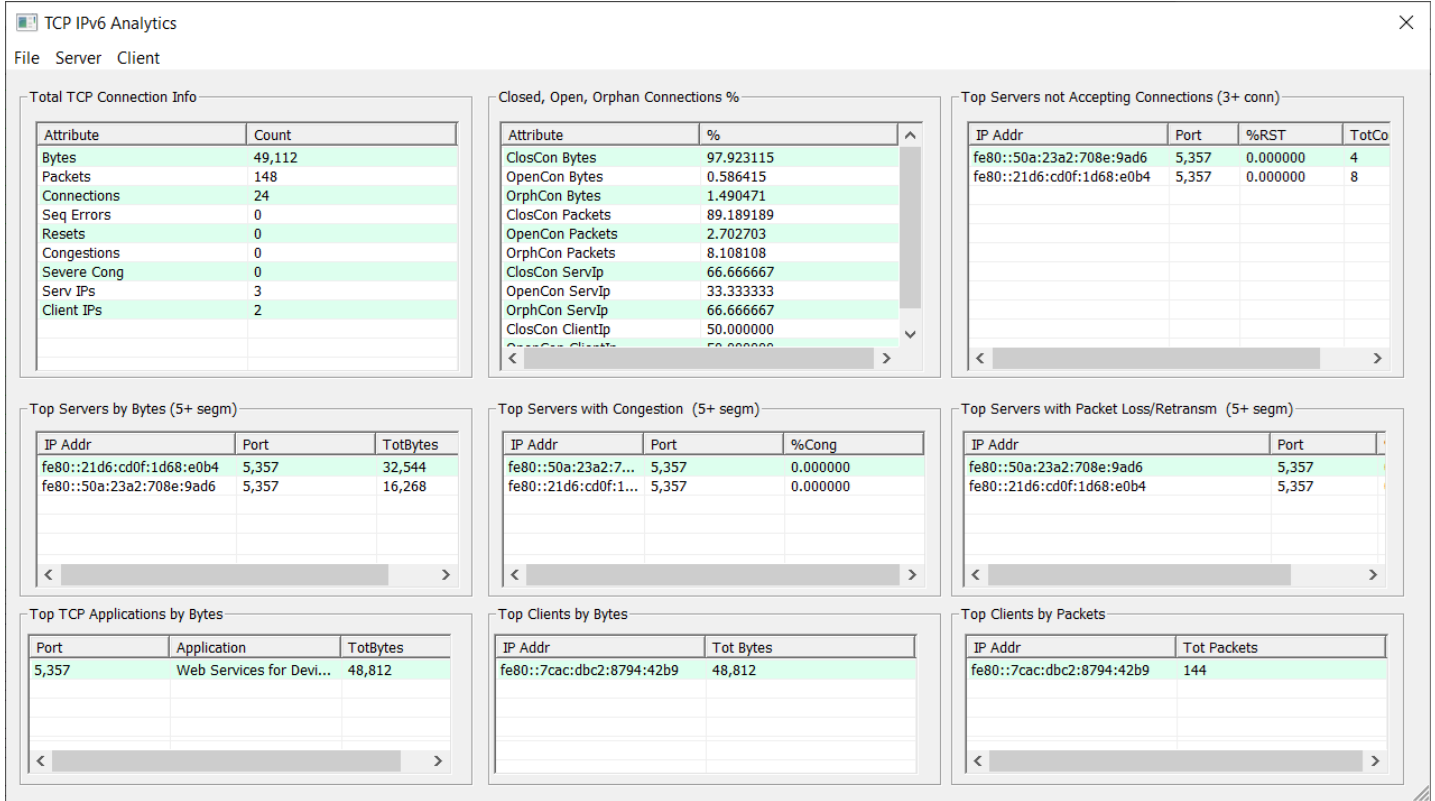 TCP IPv6 Analytics
File Server Client
Total TCP Connection Info
Attribute Count
Bytes 49,112
Packets 148
Connections 24
Seq Errors 0
Resets 0
Congestions 0
Severe Cong 0
Serv IPs 3
Client IPs 2
Closed, Open, Orphan Connections %
Attribute %
ClosCon Bytes 97.923115
OpenCon Bytes 0.586415
OrphCon Bytes 1.490471
ClosCon Packets 89.189189
OpenCon Packets 2.702703
OrphCon Packets 8.108108
ClosCon ServIp 66.666667
OpenCon ServIp 33.333333
OrphCon ServIp 66.666667
ClosCon ClientIp 50.000000
Top Servers not Accepting Connections (3+ conn)
IP Addr Port %RST TotCo
fe80::50a:23a2:708e:9ad6 5,357 0.000000 4
fe80::21d6:cd0f:1d68:e0b4 5,357 0.000000 8
Top Servers by Bytes (5+ segm)
IP Addr Port TotBytes
fe80::21d6:cd0f:1d68:e0b4 5,357 32,544
fe80::50a:23a2:708e:9ad6 5,357 16,268
Top Servers with Congestion (5+ segm)
IP Addr Port %Cong
fe80::50a:23a2:7... 5,357 0.000000
fe80::21d6:cd0f:1... 5,357 0.000000
Top Servers with Packet Loss/Retransm (5+ segm)
IP Addr Port
fe80::50a:23a2:708e:9ad6 5,357
fe80::21d6:cd0f:1d68:e0b4 5,357
Top TCP Applications by Bytes
Port Application TotBytes
5,357 Web Services for Devi... 48,812
Top Clients by Bytes
IP Addr Tot Bytes
fe80::7cac:dbc2:8794:42b9 48,812
Top Clients by Packets
IP Addr Tot Packets
fe80::7cac:dbc2:8794:42b9 144